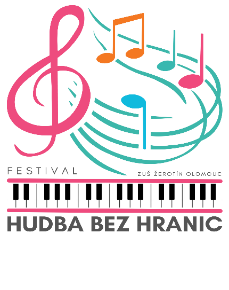 FESTIVAL
ZUŠ ŽEROTÍN OLOMOUC
HUDBA BEZ HRANIC